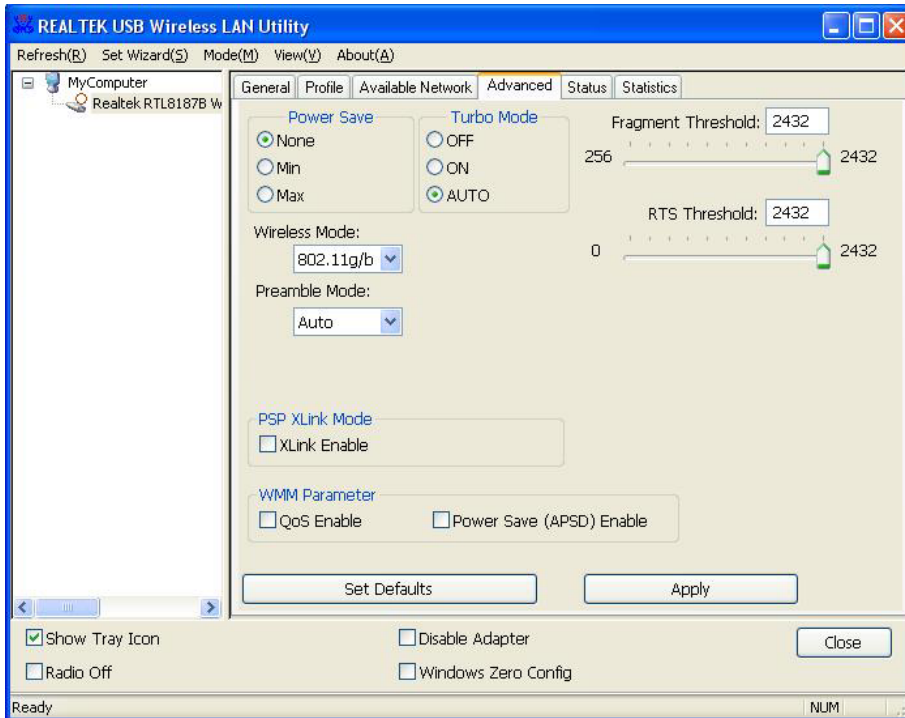 REALTEK USB Wireless LAN Utility
Refresh(R) Set Wizard(S) Mode(M) View(V) About(A)
MyComputer
Realtek RTL8187B W
General Profile Available Network Advanced Status Statistics
Power Save
None
Min
Max
Turbo Mode
OFF
ON
AUTO
Fragment Threshold: 2432
256 2432
RTS Threshold: 2432
0 2432
Wireless Mode:
802.11g/b
Preamble Mode:
Auto
PSP XLink Mode
XLink Enable
WMM Parameter
QoS Enable Power Save (APSD) Enable
Set Defaults Apply
Show Tray Icon Disable Adapter Close
Radio Off Windows Zero Config
Ready NUM